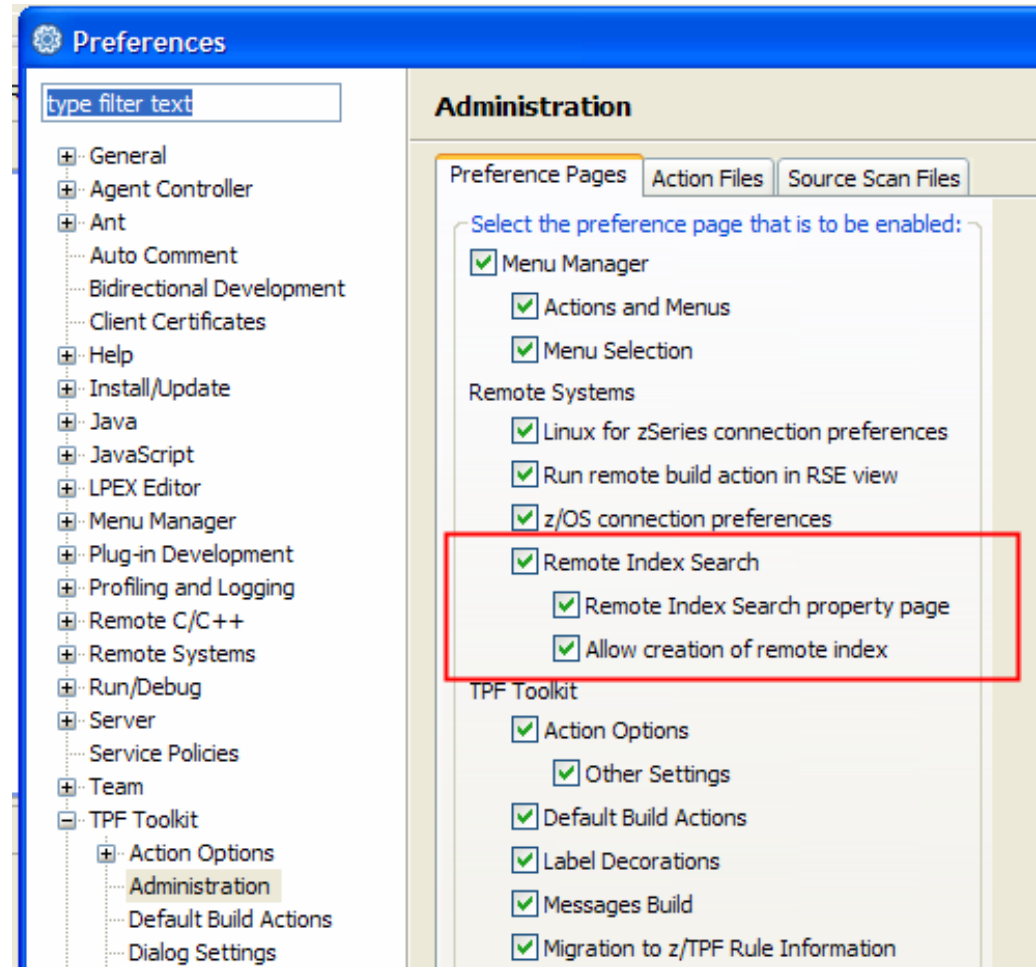 Preferences
type filter text
General
Agent Controller
Ant
Auto Comment
Bidirectional Development
Client Certificates
Help
Install/Update
Java
JavaScript
LPEX Editor
Menu Manager
Plug-in Development
Profiling and Logging
Remote C/C++
Remote Systems
Run/Debug
Server
Service Policies
Team
TPF Toolkit
Action Options
Administration
Default Build Actions
Dialog Settings
Administration
Preference Pages Action Files Source Scan Files
Select the preference page that is to be enabled:
Menu Manager
Actions and Menus
Menu Selection
Remote Systems
Linux for zSeries connection preferences
Run remote build action in RSE view
z/OS connection preferences
Remote Index Search
Remote Index Search property page
Allow creation of remote index
TPF Toolkit
Action Options
Other Settings
Default Build Actions
Label Decorations
Messages Build
Migration to z/TPF Rule Information